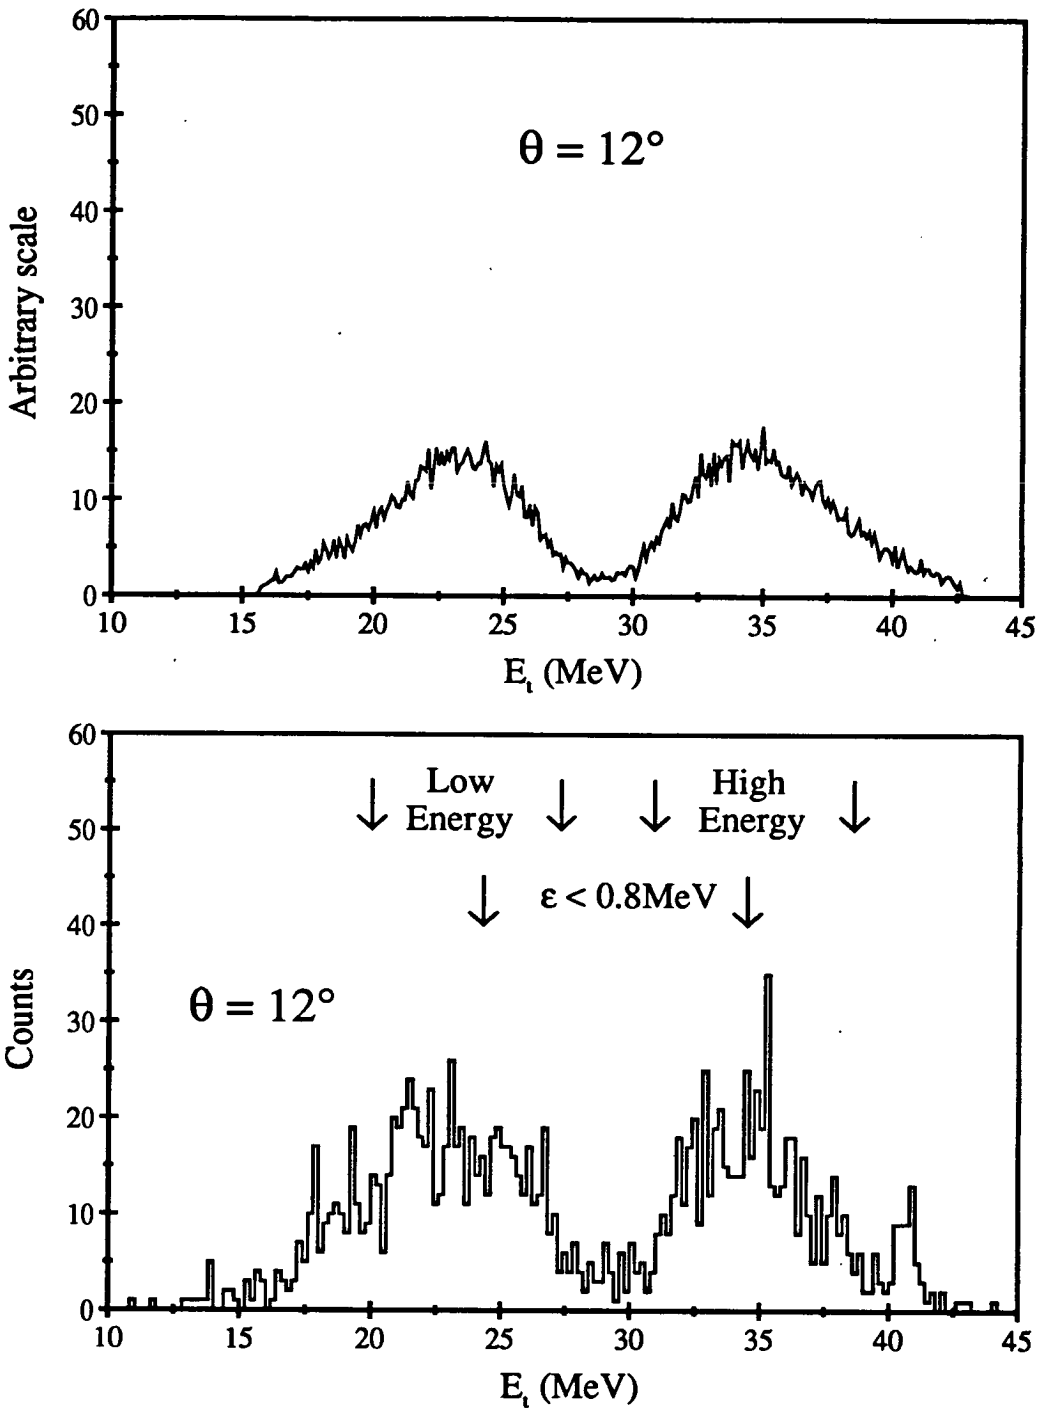 60
50
40
30
20
10
0
Arbitrary scale
θ = 12°
10 15 20 25 30 35 40 45
E_t (MeV)
60
50
40
30
20
10
0
Counts
Low High
Energy Energy
ε < 0.8MeV
θ = 12°
10 15 20 25 30 35 40 45
E_t (MeV)